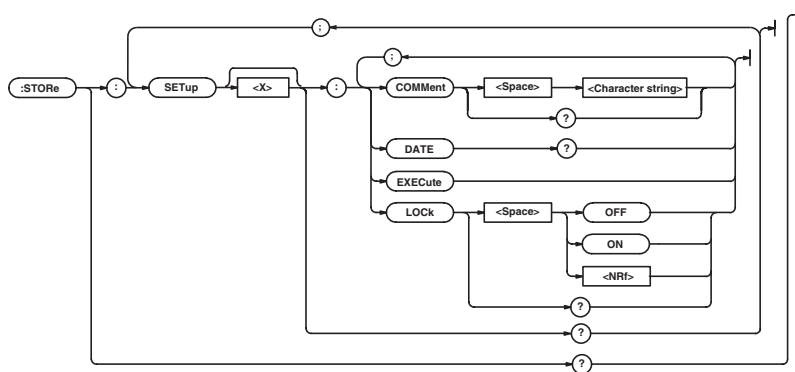 ;
;
:STORe : SETup <X> : COMMent <Space> <Character string>
?
DATE ?
EXECute
LOCk <Space> OFF
ON
<NRf>
?
?
?